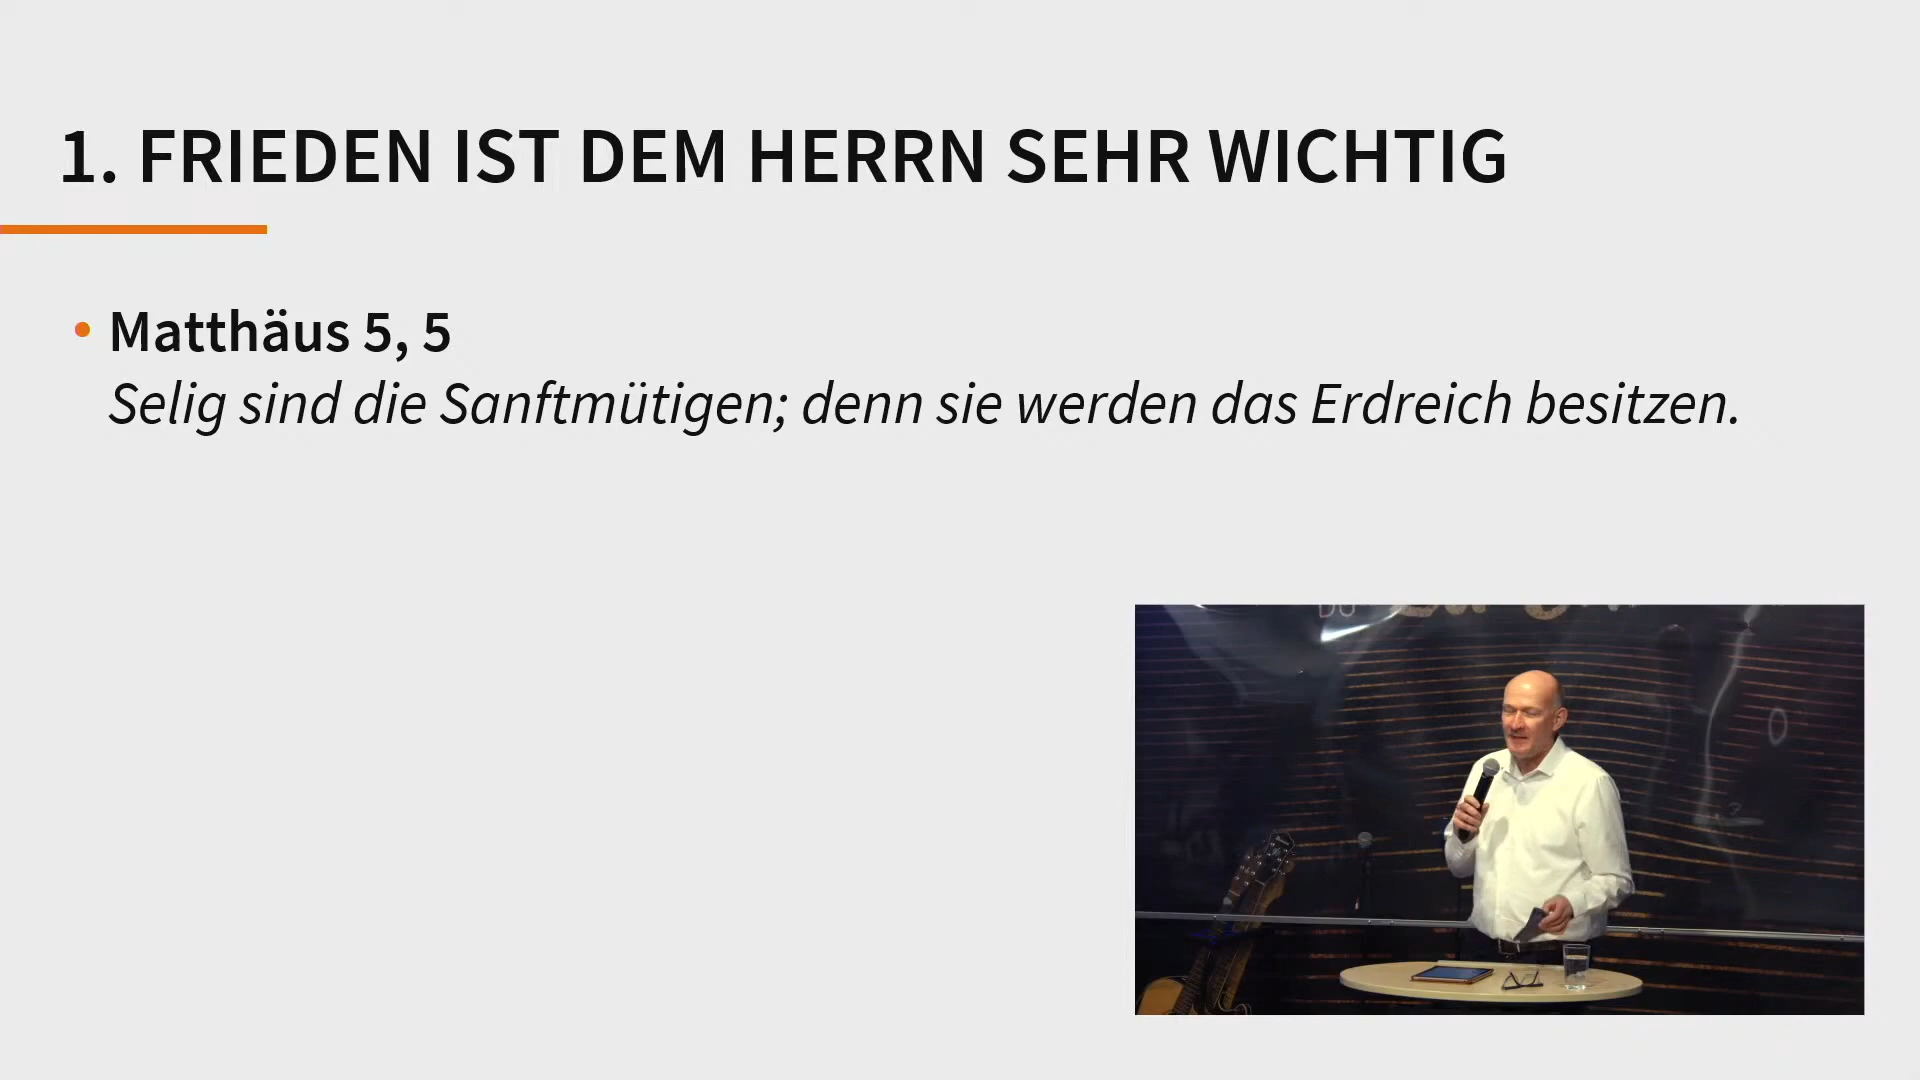 1. FRIEDEN IST DEM HERRN SEHR WICHTIG
• Matthäus 5, 5
Selig sind die Sanftmütigen; denn sie werden das Erdreich besitzen.